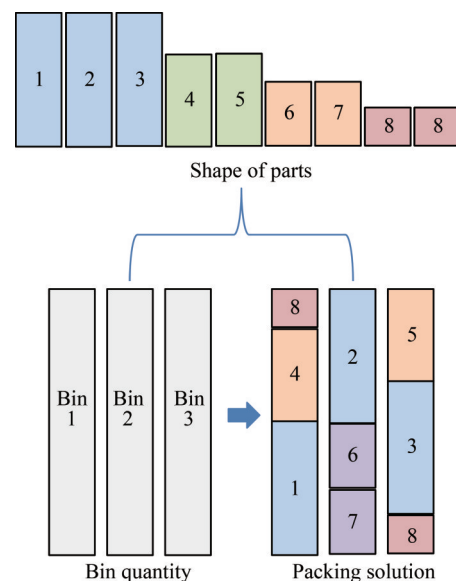 1 2 3 4 5 6 7 8 8
Shape of parts
Bin 1
Bin 2
Bin 3
8 4 1
2 6 7
5 3 8
Bin quantity
Packing solution